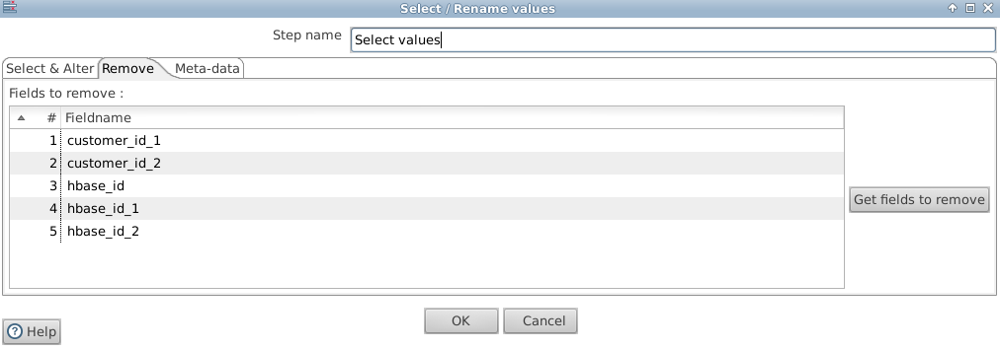 Select / Rename values
Step name Select values
Select & Alter Remove Meta-data
Fields to remove :
# Fieldname
1 customer_id_1
2 customer_id_2
3 hbase_id
4 hbase_id_1
5 hbase_id_2
Get fields to remove
OK Cancel
Help